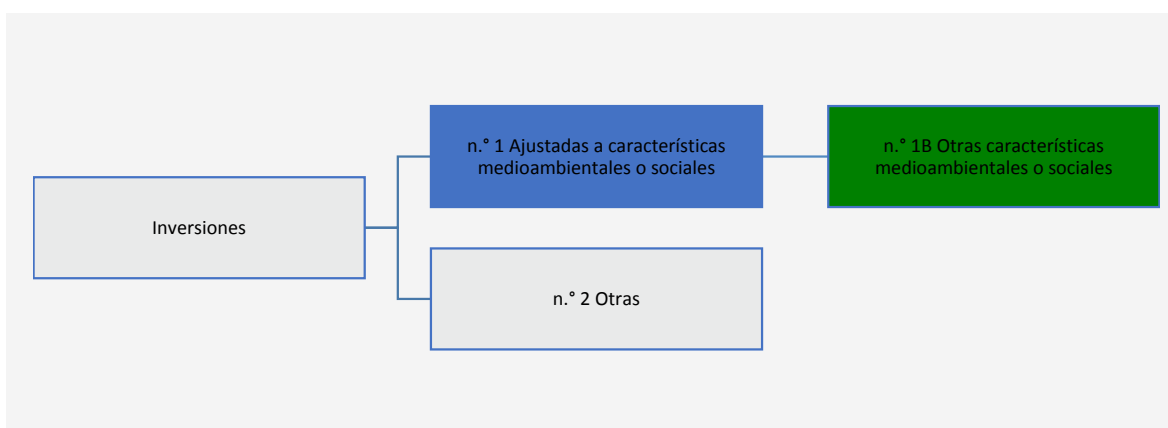 n.° 1 Ajustadas a características
medioambientales o sociales
n.° 1B Otras características
medioambientales o sociales
Inversiones
n.° 2 Otras